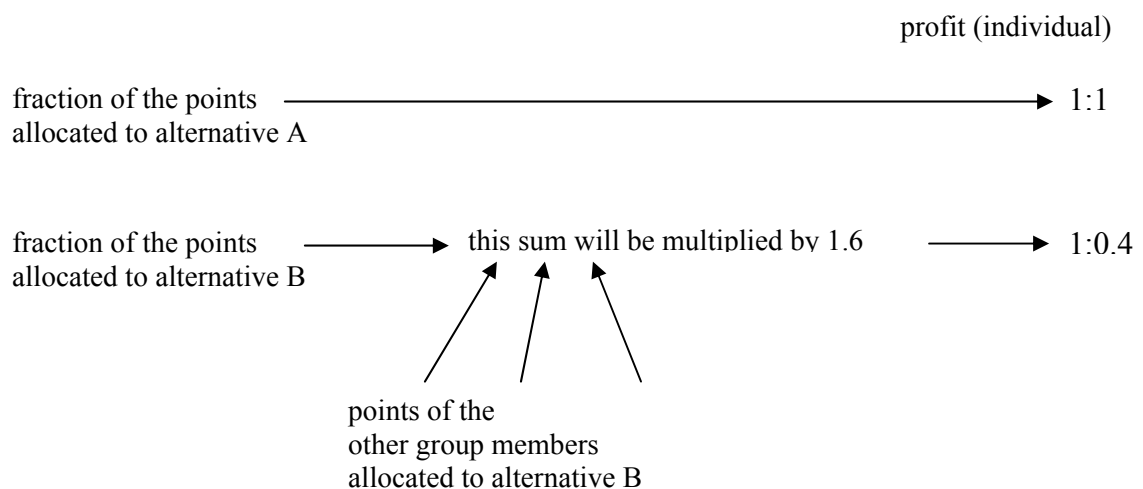 profit (individual)
fraction of the points
allocated to alternative A
1:1
fraction of the points
allocated to alternative B
this sum will be multiplied by 1.6
1:0.4
points of the
other group members
allocated to alternative B